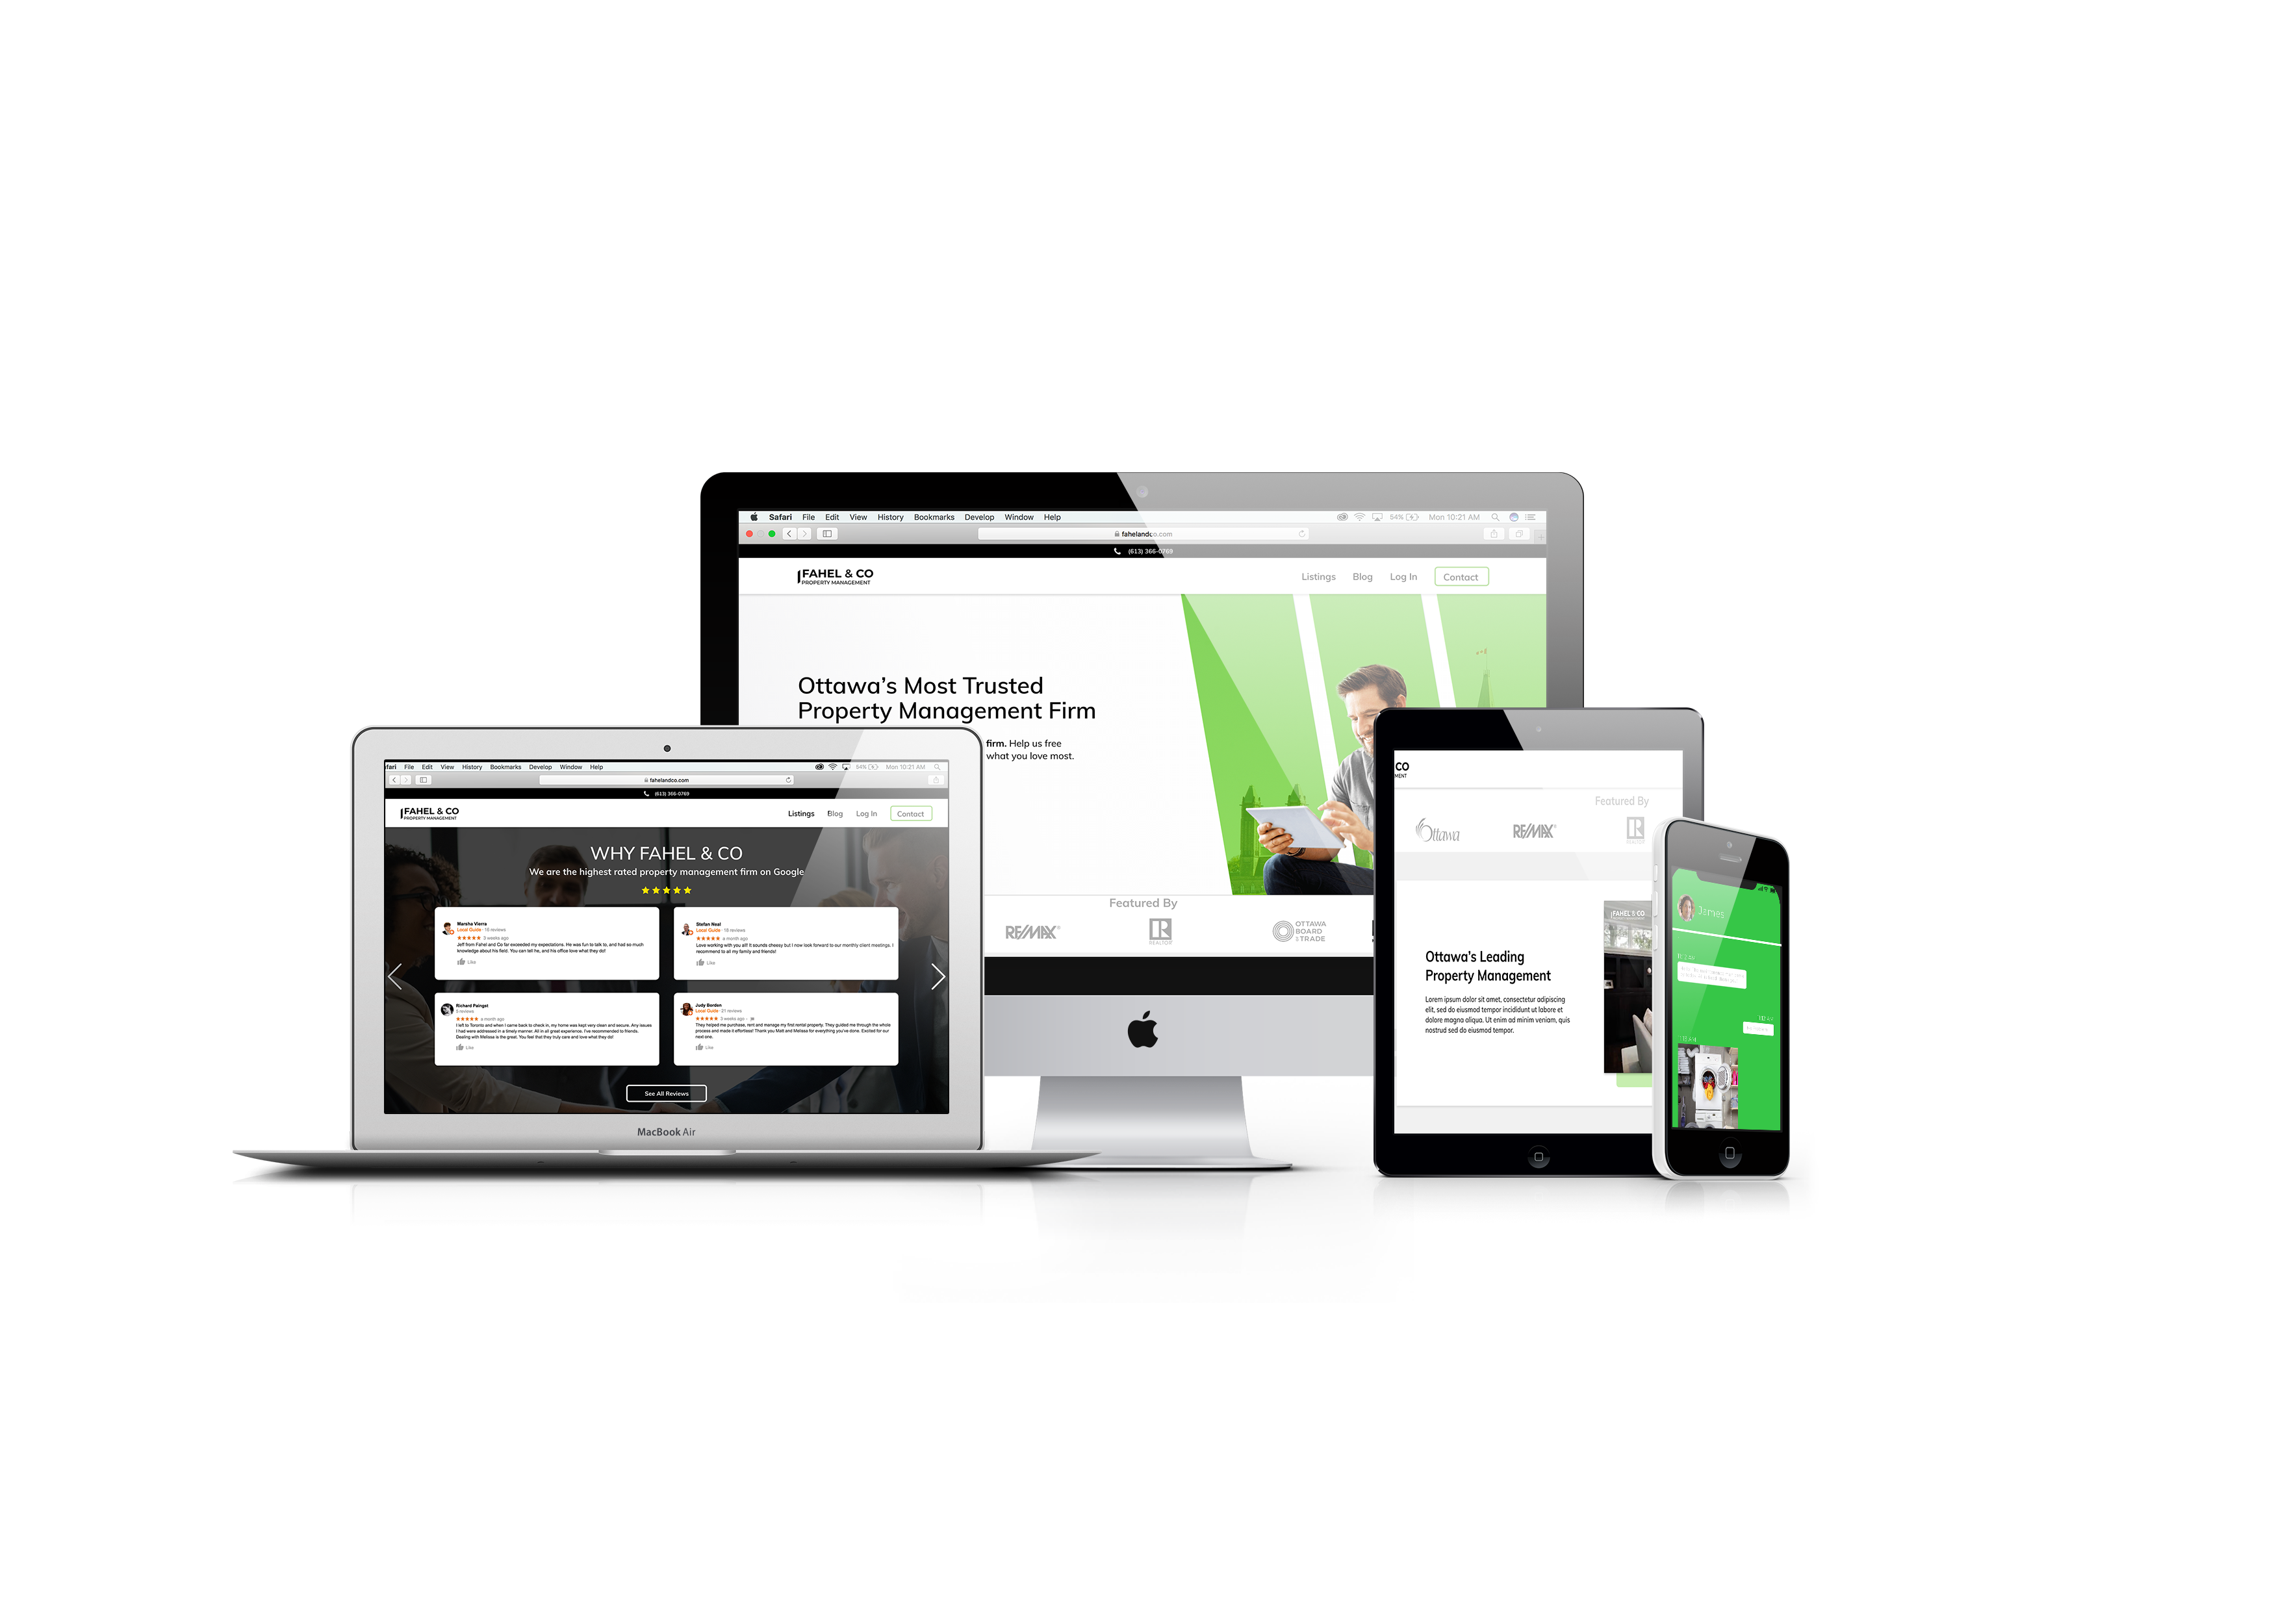 Safari File Edit View History Bookmarks Develop Window Help
54% Mon 10:21 AM
fahelandco.com
(613) 366-0769
FAHEL & CO
PROPERTY MANAGEMENT
Listings Blog Log In Contact
Ottawa's Most Trusted
Property Management Firm
firm. Help us free
what you love most.
Featured By
RE/MAX
REALTOR
OTTAWA
BOARD
OF TRADE
fari File Edit View History Bookmarks Develop Window Help
94% Mon 10:21 AM
fahelandco.com
(613) 366-0769
FAHEL & CO
PROPERTY MANAGEMENT
Listings Blog Log In Contact
WHY FAHEL & CO
We are the highest rated property management firm on Google
Marsha Vierra
Local Guide · 16 reviews
3 weeks ago
Jeff from Fahel and Co far exceeded my expectations. He was fun to talk to, and had so much
knowledge about his field. You can tell he, and his office love what they do!
Like
Stefan Neal
Local Guide · 18 reviews
a month ago
Love working with you all! It sounds cheesy but I now look forward to our monthly client meetings. I
recommend to all my family and friends!
Like
Richard Faingst
5 reviews
a month ago
I left to Toronto and when I came back to check in, my home was kept very clean and secure. Any issues
I had were addressed in a timely manner. All in all great experience. I've recommended to friends.
Dealing with Melissa is the great. You feel that they truly care and love what they do!
Like
Judy Borden
Local Guide · 21 reviews
3 weeks ago
They helped me purchase, rent and manage my first rental property. They guided me through the whole
process and made it effortless! Thank you Matt and Melissa for everything you've done. Excited for our
next one.
Like
See All Reviews
MacBook Air
CO
MENT
Featured By
Ottawa
RE/MAX
REALTOR
FAHEL & CO
Ottawa's Leading
Property Management
Lorem ipsum dolor sit amet, consectetur adipiscing
elit, sed do eiusmod tempor incididunt ut labore et
dolore magna aliqua. Ut enim ad minim veniam, quis
nostrud sed do eiusmod tempor.
James